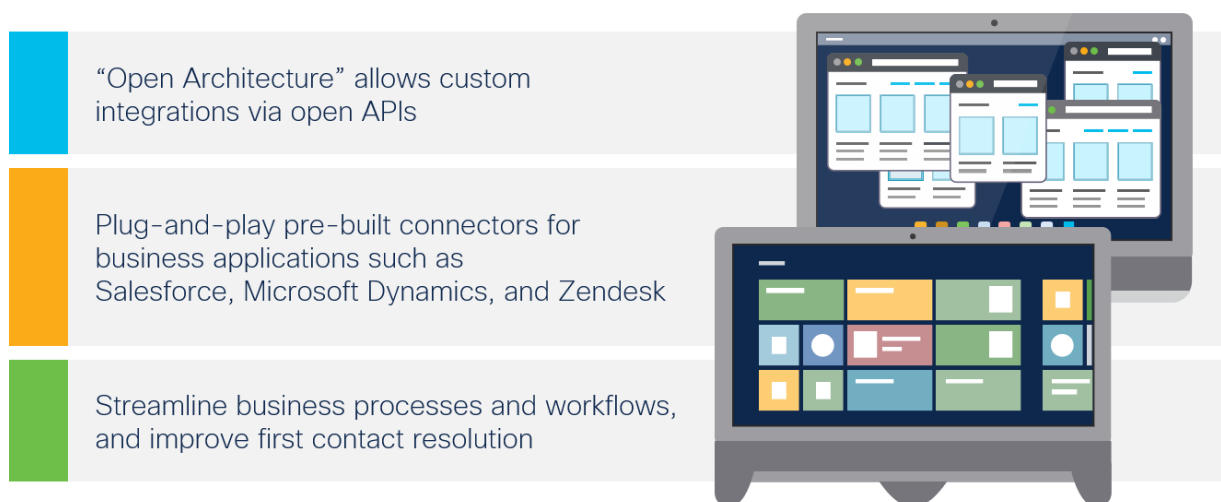 “Open Architecture” allows custom
integrations via open APIs
Plug-and-play pre-built connectors for
business applications such as
Salesforce, Microsoft Dynamics, and Zendesk
Streamline business processes and workflows,
and improve first contact resolution